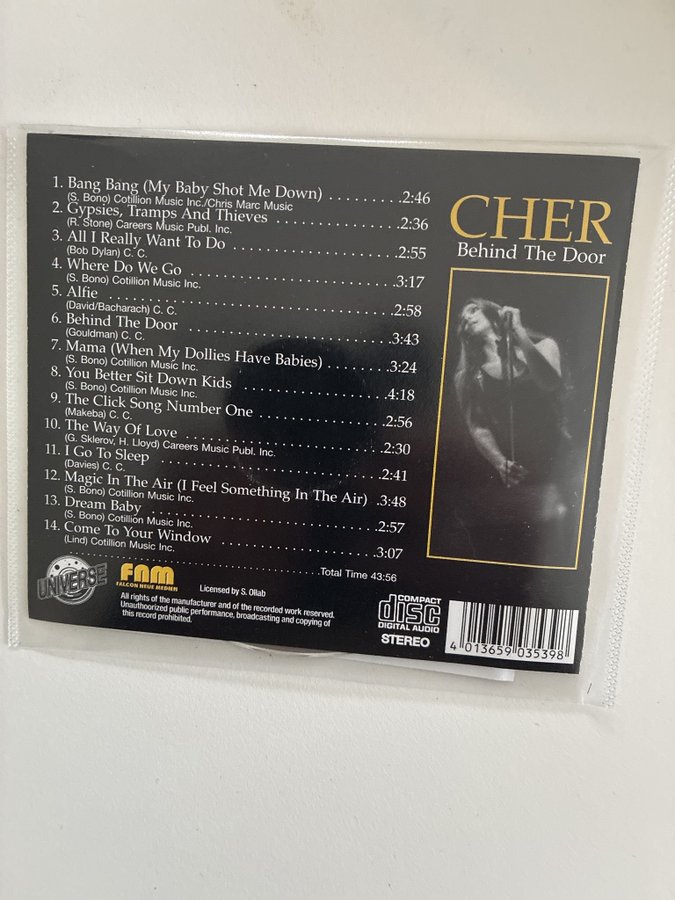 1. Bang Bang (My Baby Shot Me Down) .........2:46
(S. Bono) Cotillion Music Inc./Chris Marc Music
2. Gypsies, Tramps And Thieves ................2:36
(R. Stone) Careers Music Publ. Inc.
3. All I Really Want To Do ......................2:55
(Bob Dylan) C. C.
4. Where Do We Go ...........................3:17
(S. Bono) Cotillion Music Inc.
5. Alfie .....................................2:58
(David/Bacharach) C. C.
6. Behind The Door ...........................3:43
(Gouldman) C. C.
7. Mama (When My Dollies Have Babies) ........3:24
(S. Bono) Cotillion Music Inc.
8. You Better Sit Down Kids ...................4:18
(S. Bono) Cotillion Music Inc.
9. The Click Song Number One .................2:56
(Makeba) C. C.
10. The Way Of Love ..........................2:30
(G. Sklerov, H. Lloyd) Careers Music Publ. Inc.
11. I Go To Sleep .............................2:41
(Davies) C. C.
12. Magic In The Air (I Feel Something In The Air) .3:48
(S. Bono) Cotillion Music Inc.
13. Dream Baby ..............................2:57
(S. Bono) Cotillion Music Inc.
14. Come To Your Window .....................3:07
(Lind) Cotillion Music Inc.
Total Time 43:56
CHER
Behind The Door
UNIVERSE
FNM
FALCON NEUE MEDIEN
Licensed by S. Ollab
All rights of the manufacturer and of the recorded work reserved.
Unauthoorized public performance, broadcasting and copying of
this record prohibited.
COMPACT
disc
DIGITAL AUDIO
STEREO
4 013659 035398